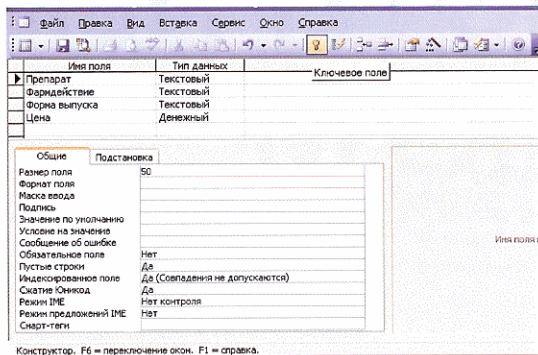 Файл Правка Вид Вставка Сервис Окно Справка
Ключевое поле
Имя поля Тип данных
Препарат Текстовый
Фармдействие Текстовый
Форма выпуска Текстовый
Цена Денежный
Общие Подстановка
Размер поля 50
Формат поля
Маска ввода
Подпись
Значение по умолчанию
Условие на значение
Сообщение об ошибке
Обязательное поле Нет
Пустые строки Да
Индексированное поле Да (Совпадения не допускаются)
Сжатие Юникод Да
Режим IME Нет контроля
Режим предложений IME Нет
Смарт-теги
Имя поля
Конструктор. F6 = переключение окон. F1 = справка.